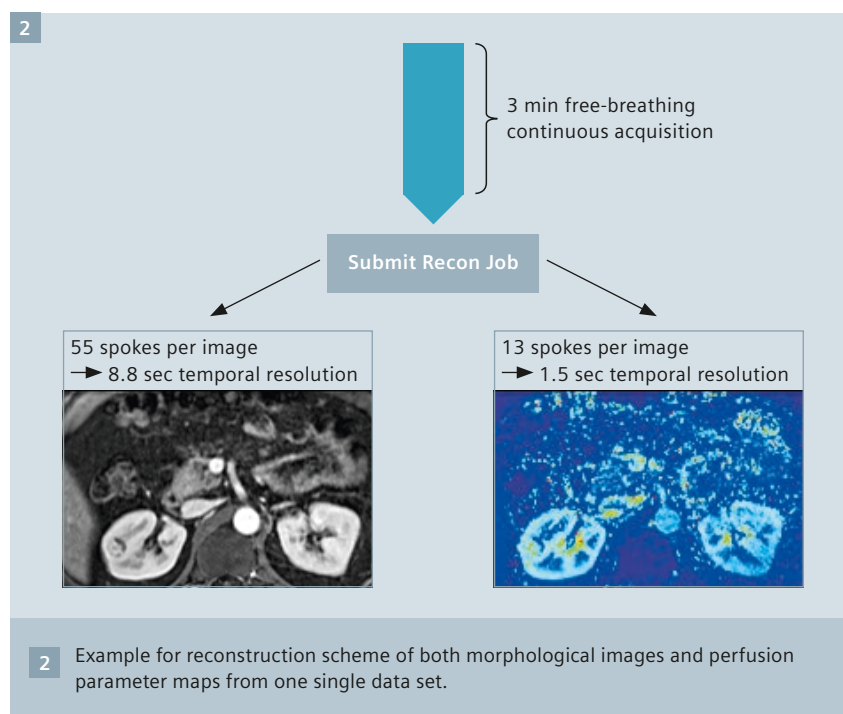 2
3 min free-breathing
continuous acquisition
Submit Recon Job
55 spokes per image
→ 8.8 sec temporal resolution
13 spokes per image
→ 1.5 sec temporal resolution
2 Example for reconstruction scheme of both morphological images and perfusion
parameter maps from one single data set.